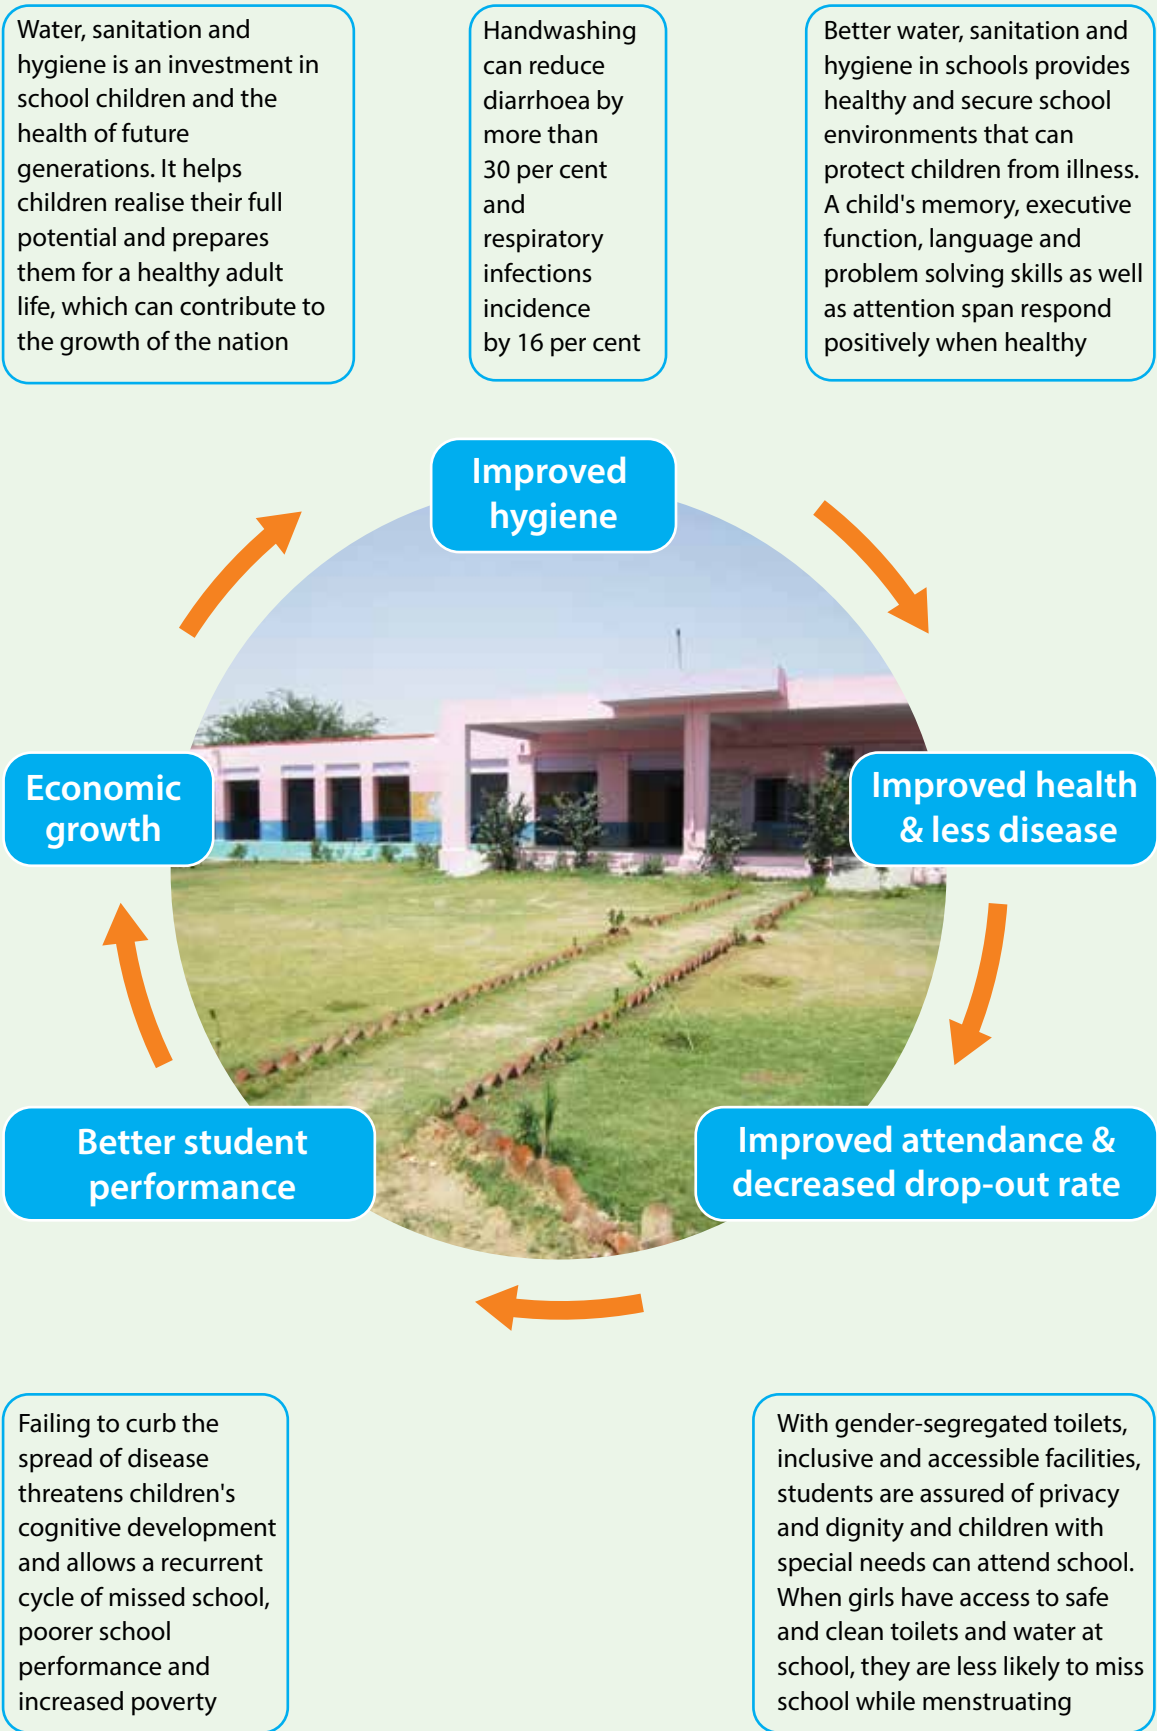 Water, sanitation and
hygiene is an investment in
school children and the
health of future
generations. It helps
children realise their full
potential and prepares
them for a healthy adult
life, which can contribute to
the growth of the nation
Handwashing
can reduce
diarrhoea by
more than
30 per cent
and
respiratory
infections
incidence
by 16 per cent
Better water, sanitation and
hygiene in schools provides
healthy and secure school
environments that can
protect children from illness.
A child's memory, executive
function, language and
problem solving skills as well
as attention span respond
positively when healthy
Improved
hygiene
Economic
growth
Improved health
& less disease
Better student
performance
Improved attendance &
decreased drop-out rate
Failing to curb the
spread of disease
threatens children's
cognitive development
and allows a recurrent
cycle of missed school,
poorer school
performance and
increased poverty
With gender-segregated toilets,
inclusive and accessible facilities,
students are assured of privacy
and dignity and children with
special needs can attend school.
When girls have access to safe
and clean toilets and water at
school, they are less likely to miss
school while menstruating